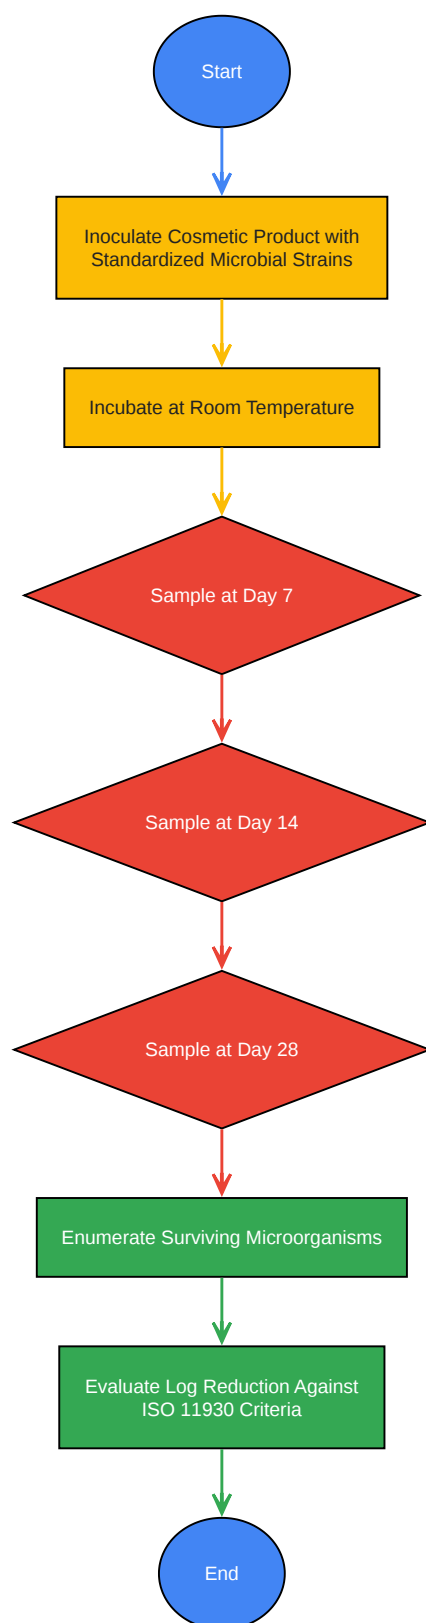 Start
Inoculate Cosmetic Product with
Standardized Microbial Strains
Incubate at Room Temperature
Sample at Day 7
Sample at Day 14
Sample at Day 28
Enumerate Surviving Microorganisms
Evaluate Log Reduction Against
ISO 11930 Criteria
End